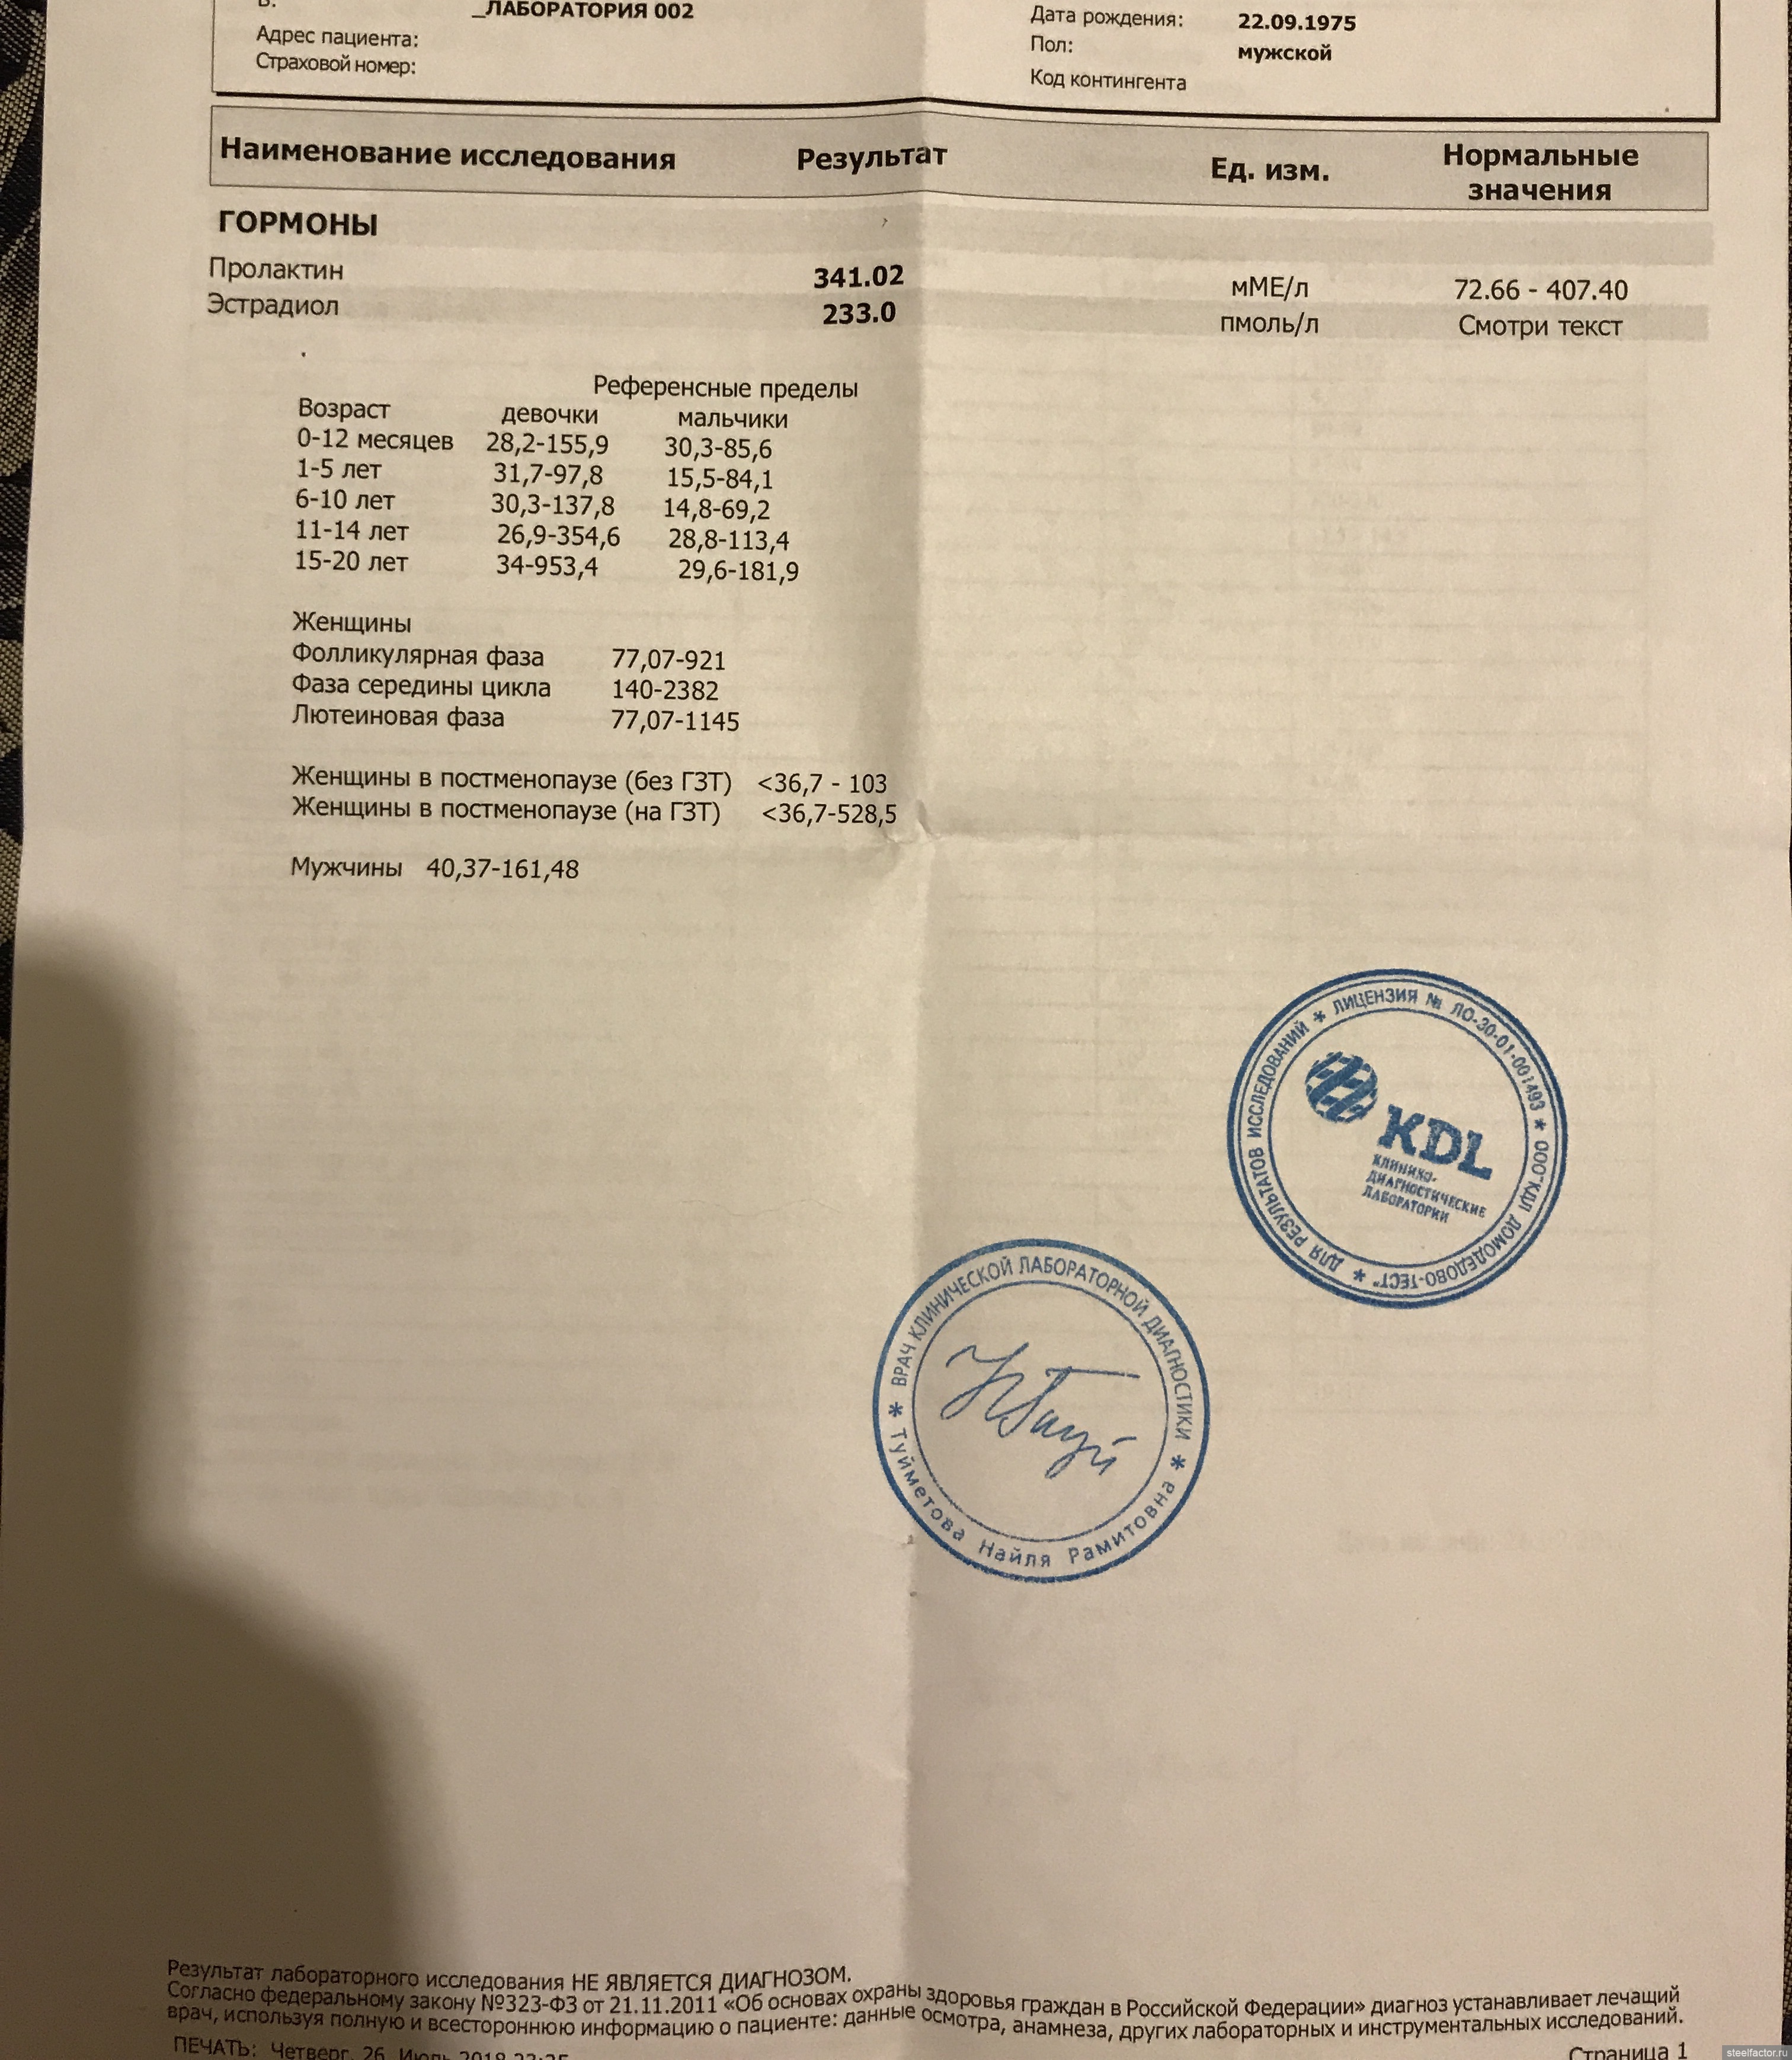 В:
_ЛАБОРАТОРИЯ 002
Адрес пациента:
Страховой номер:
Дата рождения: 22.09.1975
Пол: мужской
Код контингента
Наименование исследования Результат Ед. изм. Нормальные значения
ГОРМОНЫ
Пролактин 341.02 мМЕ/л 72.66 - 407.40
Эстрадиол 233.0 пмоль/л Смотри текст
Референсные пределы
Возраст девочки мальчики
0-12 месяцев 28,2-155,9 30,3-85,6
1-5 лет 31,7-97,8 15,5-84,1
6-10 лет 30,3-137,8 14,8-69,2
11-14 лет 26,9-354,6 28,8-113,4
15-20 лет 34-953,4 29,6-181,9
Женщины
Фолликулярная фаза 77,07-921
Фаза середины цикла 140-2382
Лютеиновая фаза 77,07-1145
Женщины в постменопаузе (без ГЗТ) <36,7 - 103
Женщины в постменопаузе (на ГЗТ) <36,7-528,5
Мужчины 40,37-161,48
* ЛИЦЕНЗИЯ № ЛО-30-01-001493 * ООО"КДЛ ДОМОДЕДОВО-ТЕСТ" * ДЛЯ РЕЗУЛЬТАТОВ ИССЛЕДОВАНИЙ
KDL
КЛИНИКО-
ДИАГНОСТИЧЕСКИЕ
ЛАБОРАТОРИИ
* ВРАЧ КЛИНИЧЕСКОЙ ЛАБОРАТОРНОЙ ДИАГНОСТИКИ *
Туйметова Наиля Рамитовна
Результат лабораторного исследования НЕ ЯВЛЯЕТСЯ ДИАГНОЗОМ.
Согласно федеральному закону №323-ФЗ от 21.11.2011 «Об основах охраны здоровья граждан в Российской Федерации» диагноз устанавливает лечащий
врач, используя полную и всестороннюю информацию о пациенте: данные осмотра, анамнеза, других лабораторных и инструментальных исследований.
ПЕЧАТЬ: Четверг, 26, Июль 2018 23:35
Страница 1
steelfactor.ru